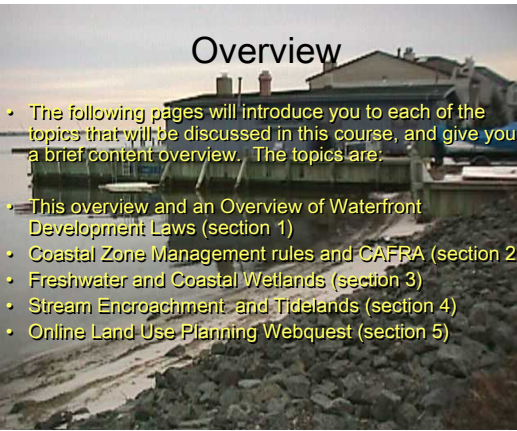 Overview
• The following pages will introduce you to each of the
topics that will be discussed in this course, and give you
a brief content overview.  The topics are:
• This overview and an Overview of Waterfront
Development Laws (section 1)
• Coastal Zone Management rules and CAFRA (section 2
• Freshwater and Coastal Wetlands (section 3)
• Stream Encroachment  and Tidelands (section 4)
• Online Land Use Planning Webquest (section 5)